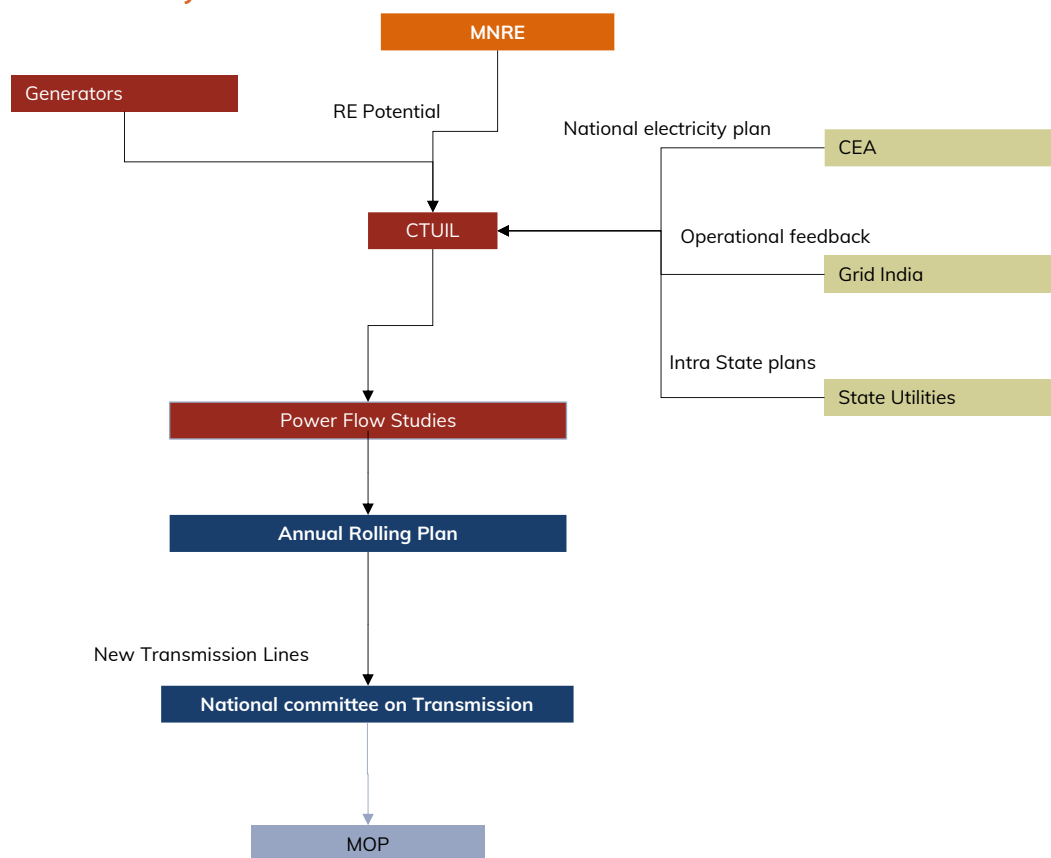 MNRE
Generators
RE Potential
National electricity plan
CEA
CTUIL
Operational feedback
Grid India
Intra State plans
State Utilities
Power Flow Studies
Annual Rolling Plan
New Transmission Lines
National committee on Transmission
MOP